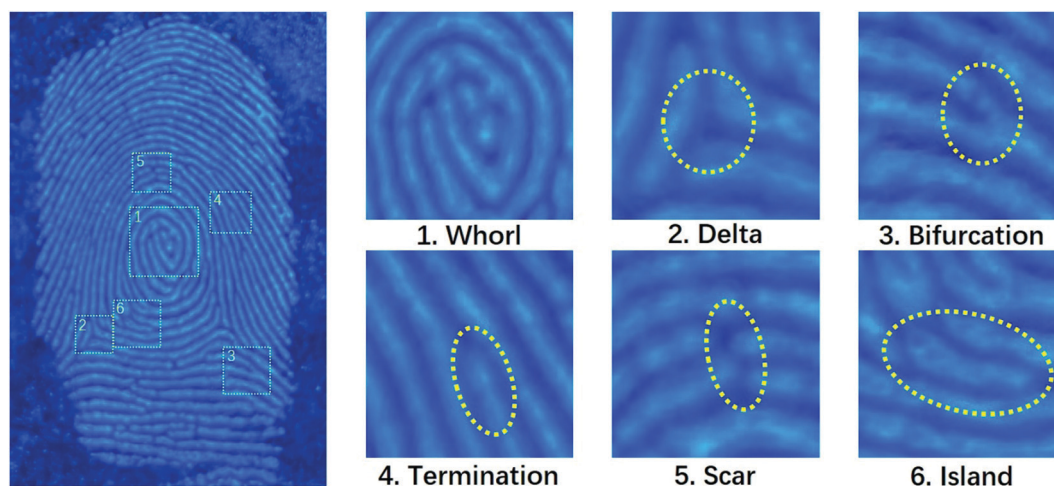 5
4
1
6
2
3
1. Whorl
2. Delta
3. Bifurcation
4. Termination
5. Scar
6. Island